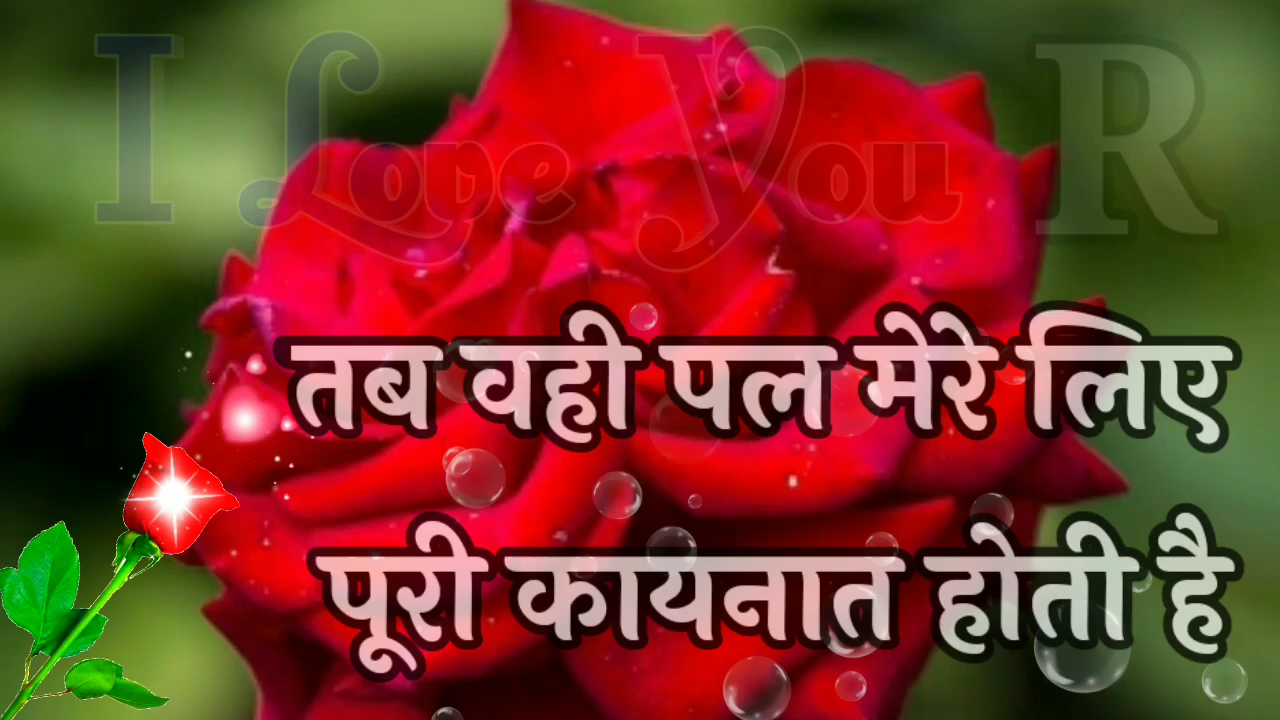 I Love You R
तब वही पल मेरे लिए
पूरी कायनात होती है